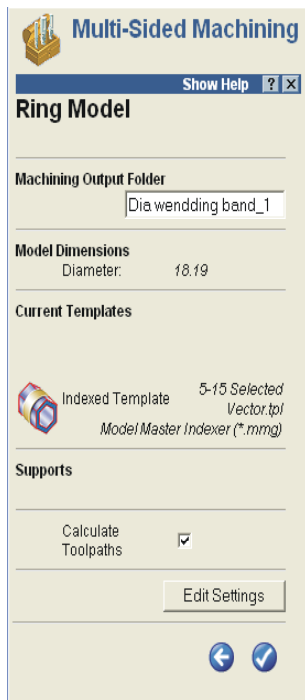 Multi-Sided Machining
Show Help ? X
Ring Model
Machining Output Folder
Dia wendding band_1
Model Dimensions
Diameter: 18.19
Current Templates
Indexed Template
5-15 Selected
Vector.tpl
Model Master Indexer (*.mmg)
Supports
Calculate
Toolpaths
Edit Settings